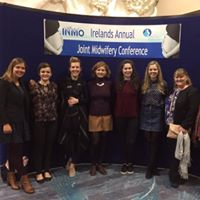 INMO Irelands Annual
Joint Midwifery Conference